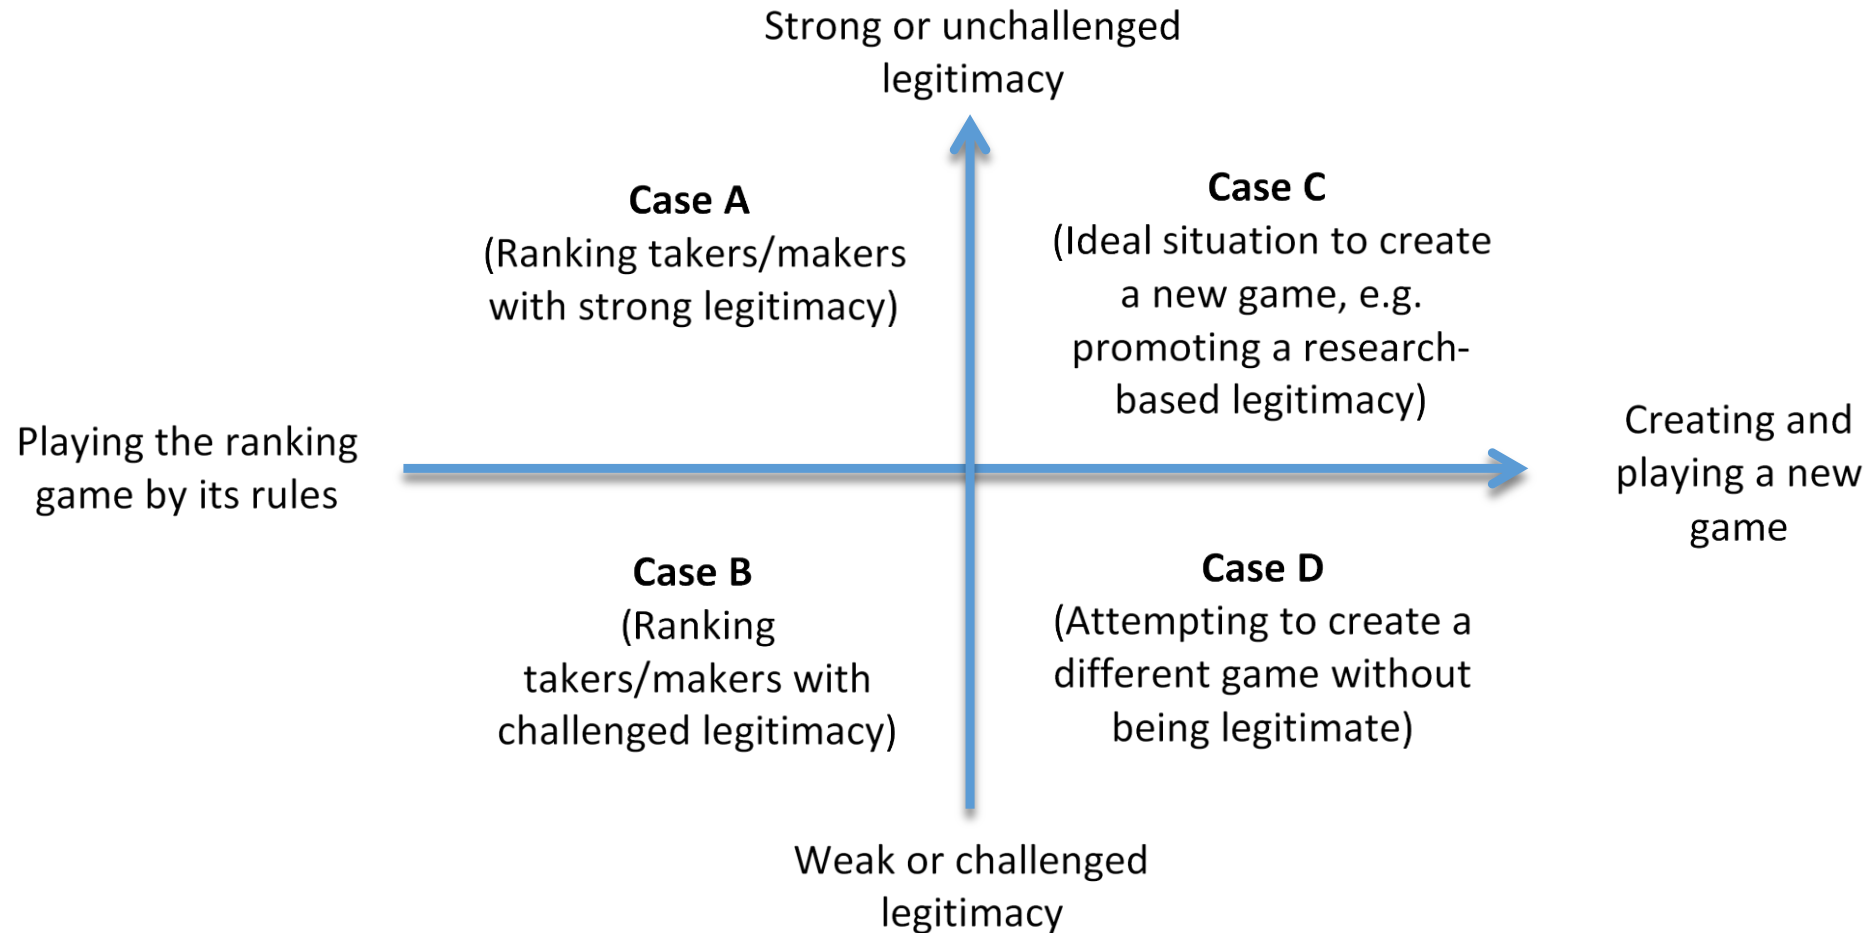 Strong or unchallenged
legitimacy
Case A
(Ranking takers/makers
with strong legitimacy)
Case C
(Ideal situation to create
a new game, e.g.
promoting a research-
based legitimacy)
Playing the ranking
game by its rules
Creating and
playing a new
game
Case B
(Ranking
takers/makers with
challenged legitimacy)
Case D
(Attempting to create a
different game without
being legitimate)
Weak or challenged
legitimacy